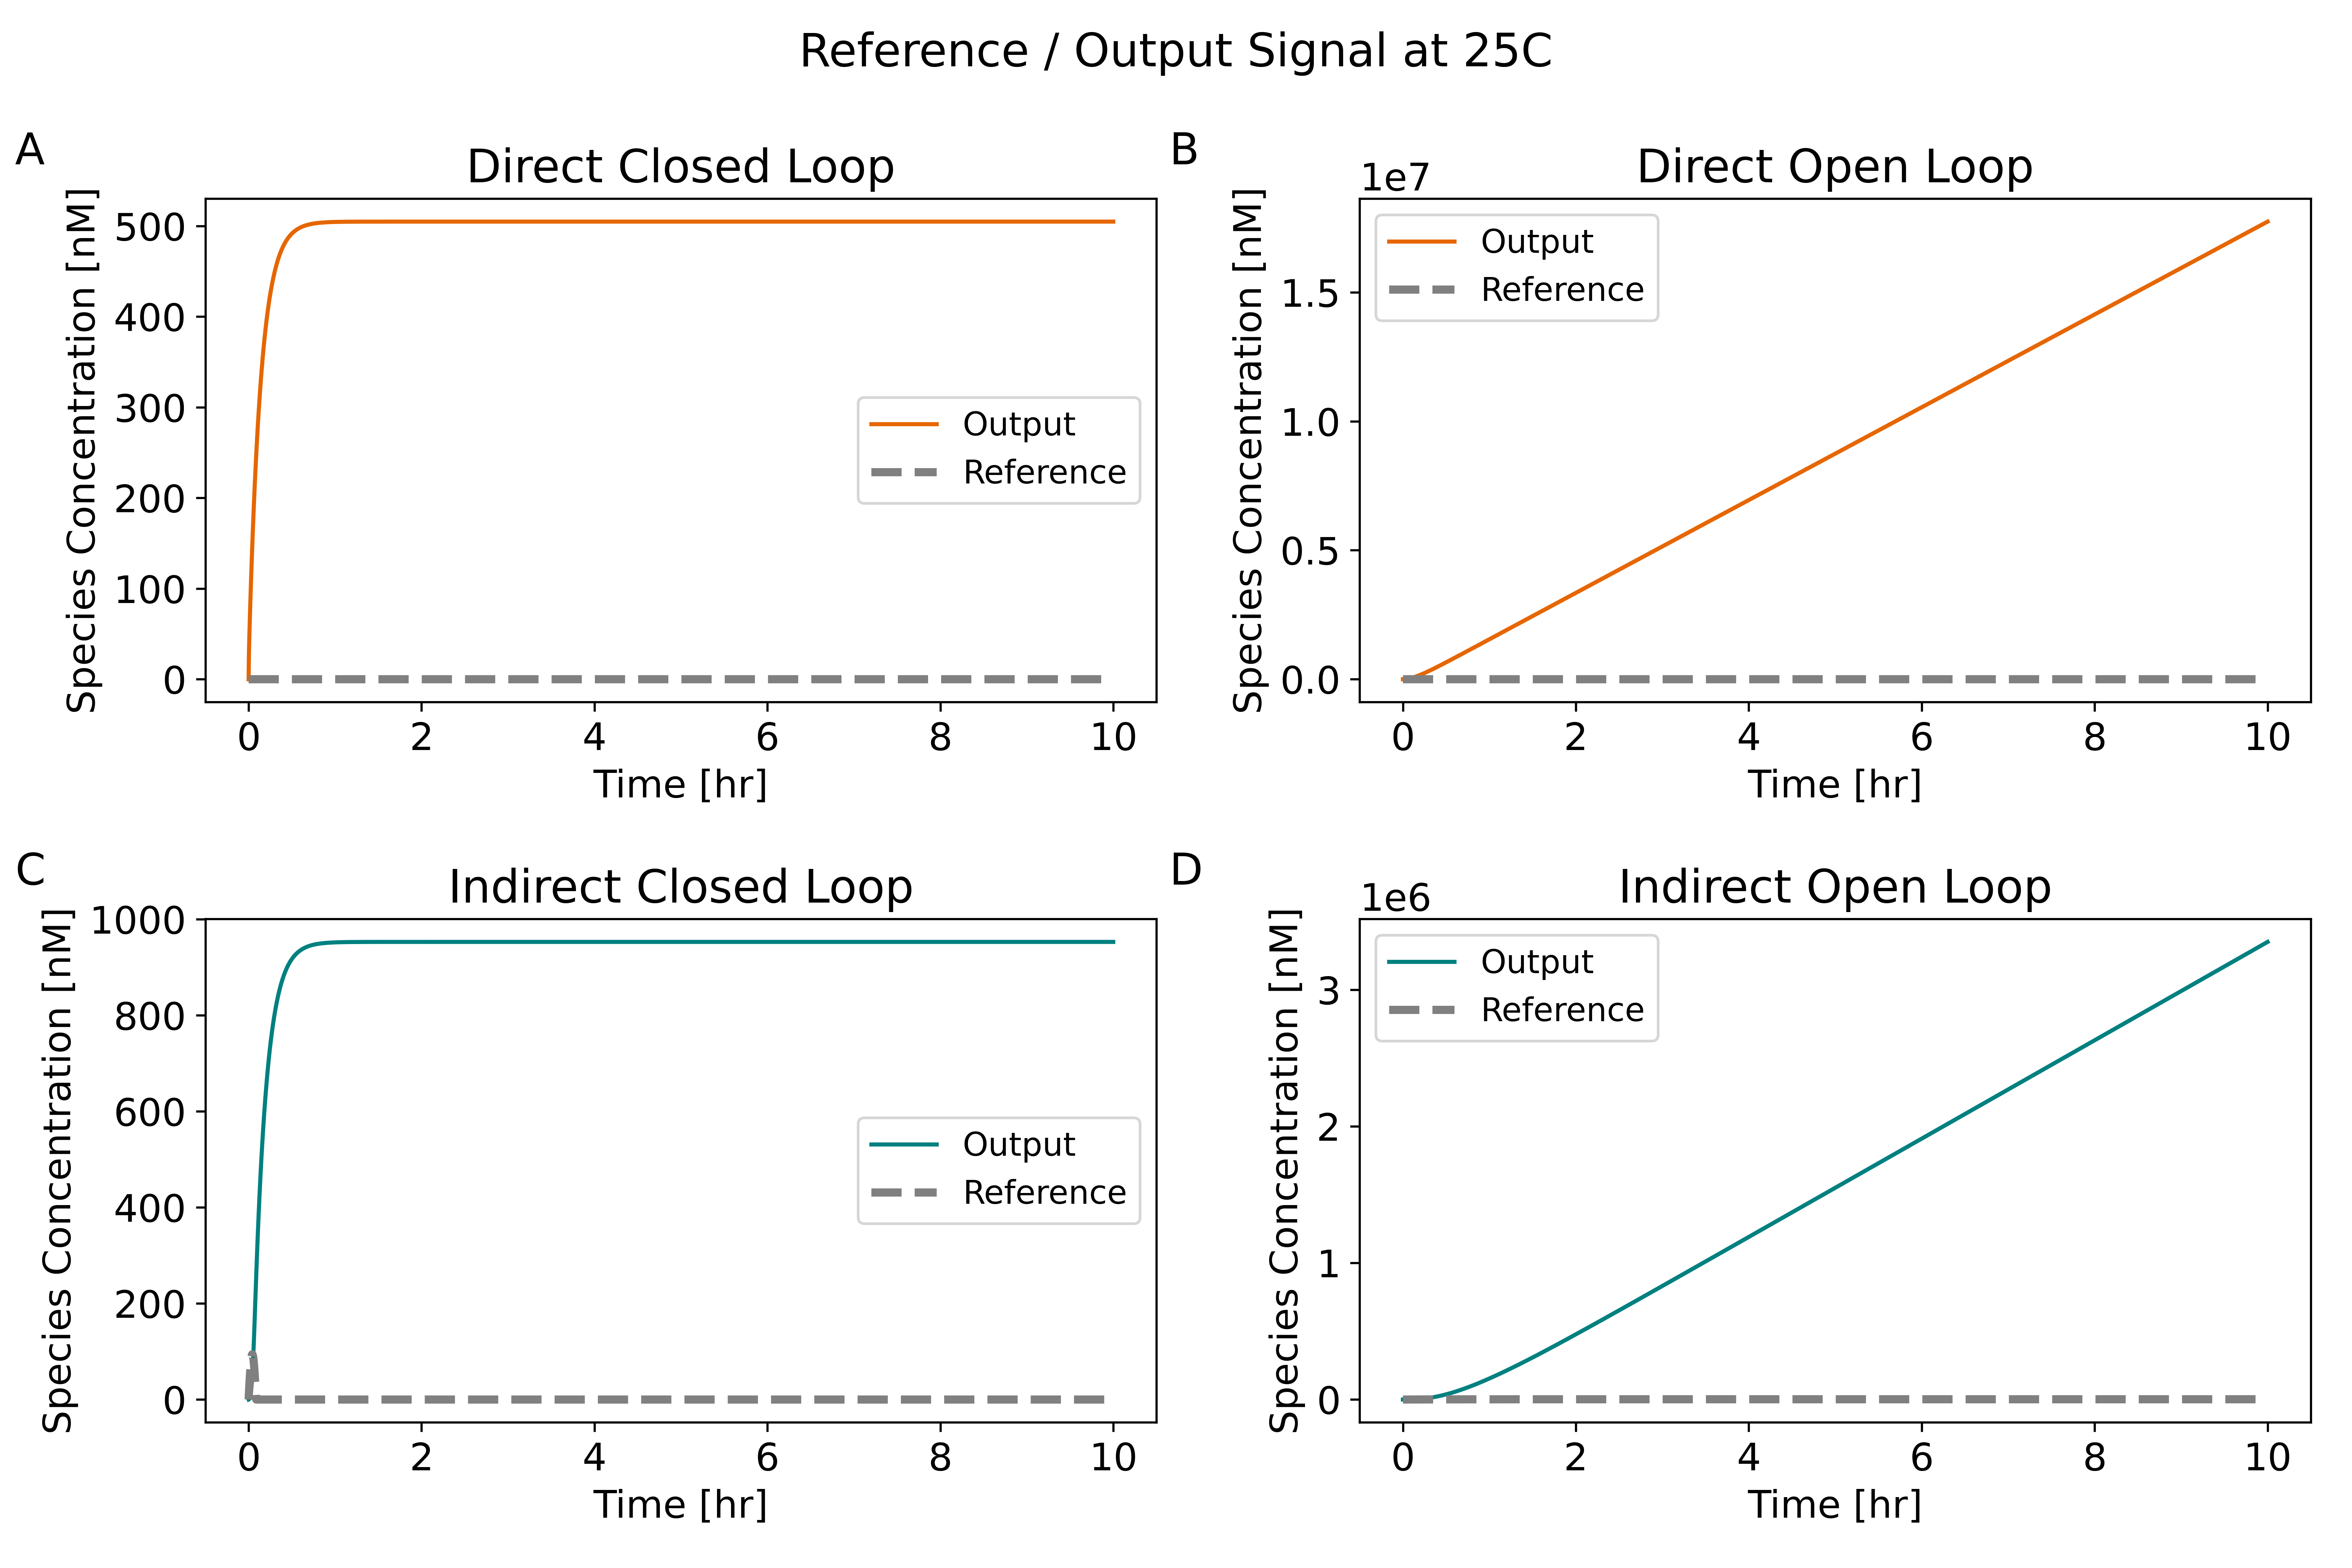 Reference / Output Signal at 25C
A
Direct Closed Loop
Species Concentration [nM]
500
400
300
200
100
0
Output
Reference
0 2 4 6 8 10
Time [hr]
B
Direct Open Loop
1e7
Species Concentration [nM]
1.5
1.0
0.5
0.0
Output
Reference
0 2 4 6 8 10
Time [hr]
C
Indirect Closed Loop
Species Concentration [nM]
1000
800
600
400
200
0
Output
Reference
0 2 4 6 8 10
Time [hr]
D
Indirect Open Loop
1e6
Species Concentration [nM]
3
2
1
0
Output
Reference
0 2 4 6 8 10
Time [hr]